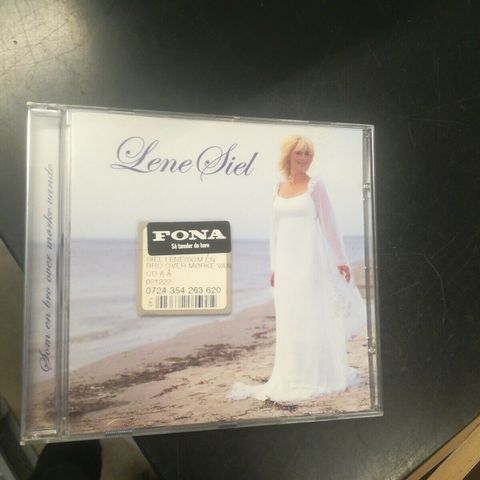 Lene Siel
FONA
Så tænder du bare
SIEL LENE/SOM EN
BRO OVER MØRKE VAN
CD A-Å
001222
0724 354 263 620
Som en bro over mørke vande